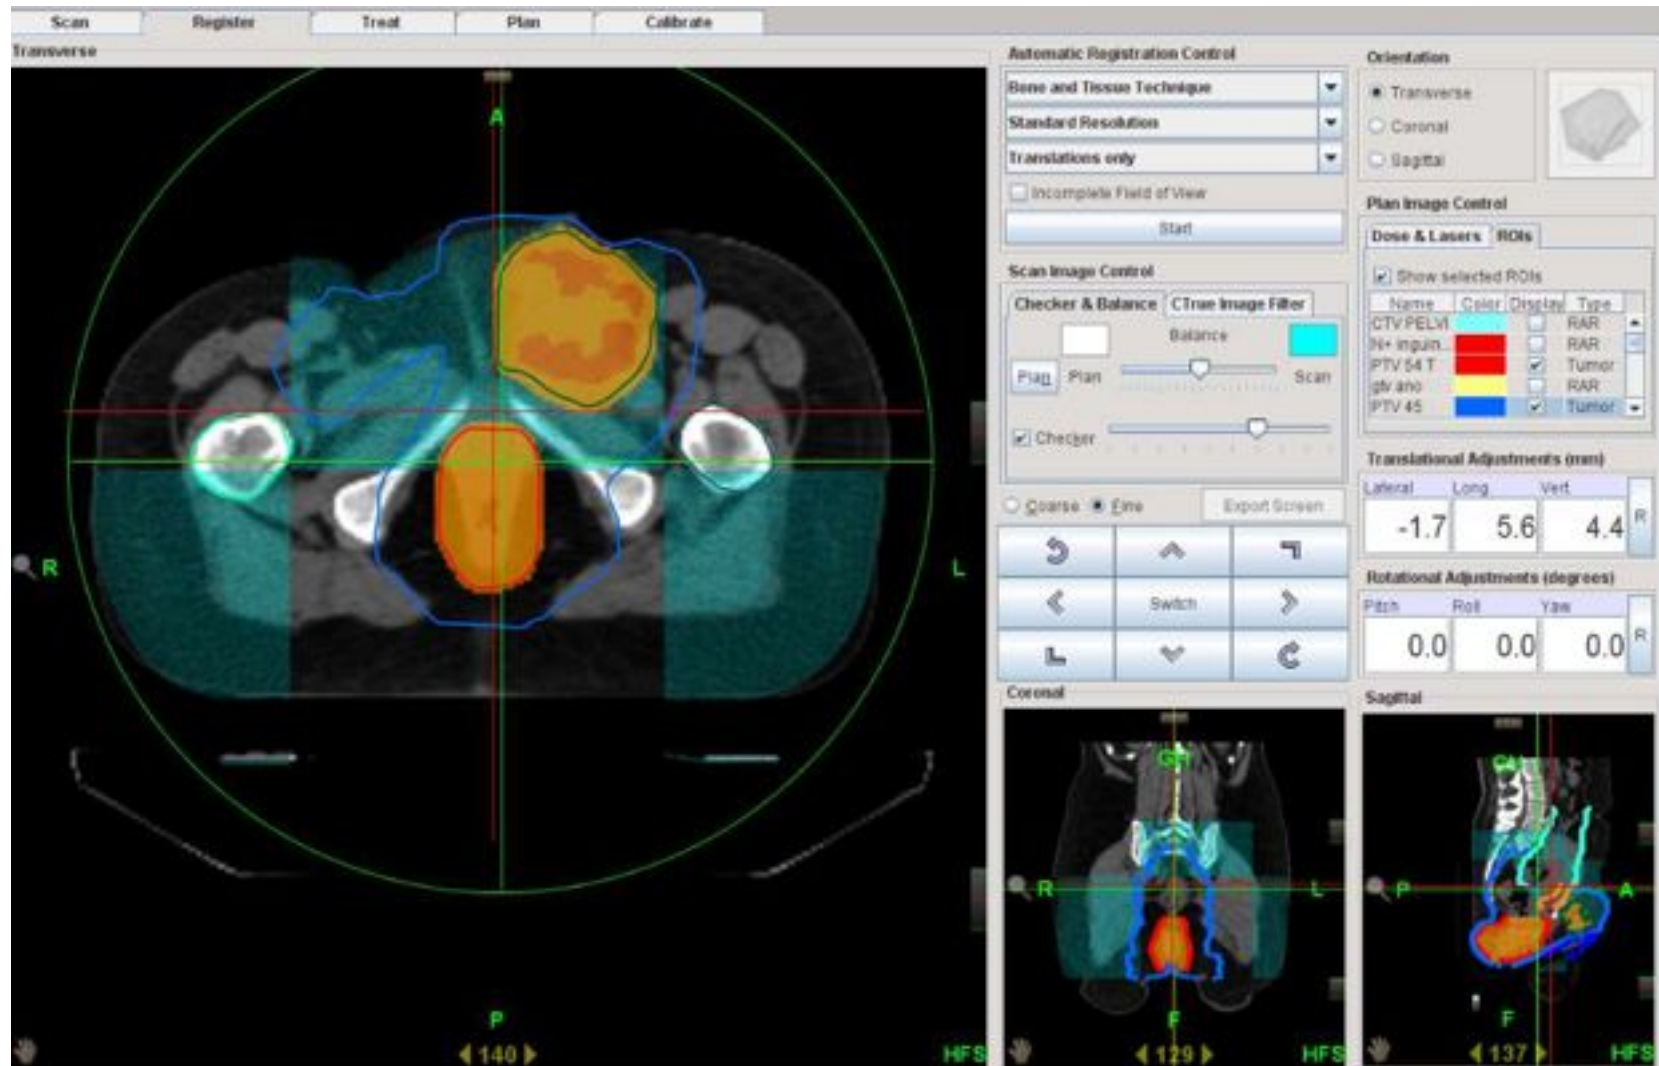 Scan Register Treat Plan Calibrate
Transverse
A
R
L
P
140
HFS
Automatic Registration Control
Bone and Tissue Technique
Standard Resolution
Translations only
Incomplete Field of View
Start
Scan Image Control
Checker & Balance CTrue Image Filter
Balance
Plan Plan Scan
Checker
Coarse Fine Export Screen
Switch
Orientation
Transverse
Coronal
Sagittal
Plan Image Control
Dose & Lasers ROIs
Show selected ROIs
Name Color Display Type
CTV PELVI RAR
N+ inguin... RAR
PTV 54 T Tumor
gtv ano RAR
PTV 45 Tumor
Translational Adjustments (mm)
Lateral Long Vert
-1.7 5.6 4.4 R
Rotational Adjustments (degrees)
Pitch Roll Yaw
0.0 0.0 0.0 R
Coronal
R
L
F
129
HFS
Sagittal
P
A
F
137
HFS